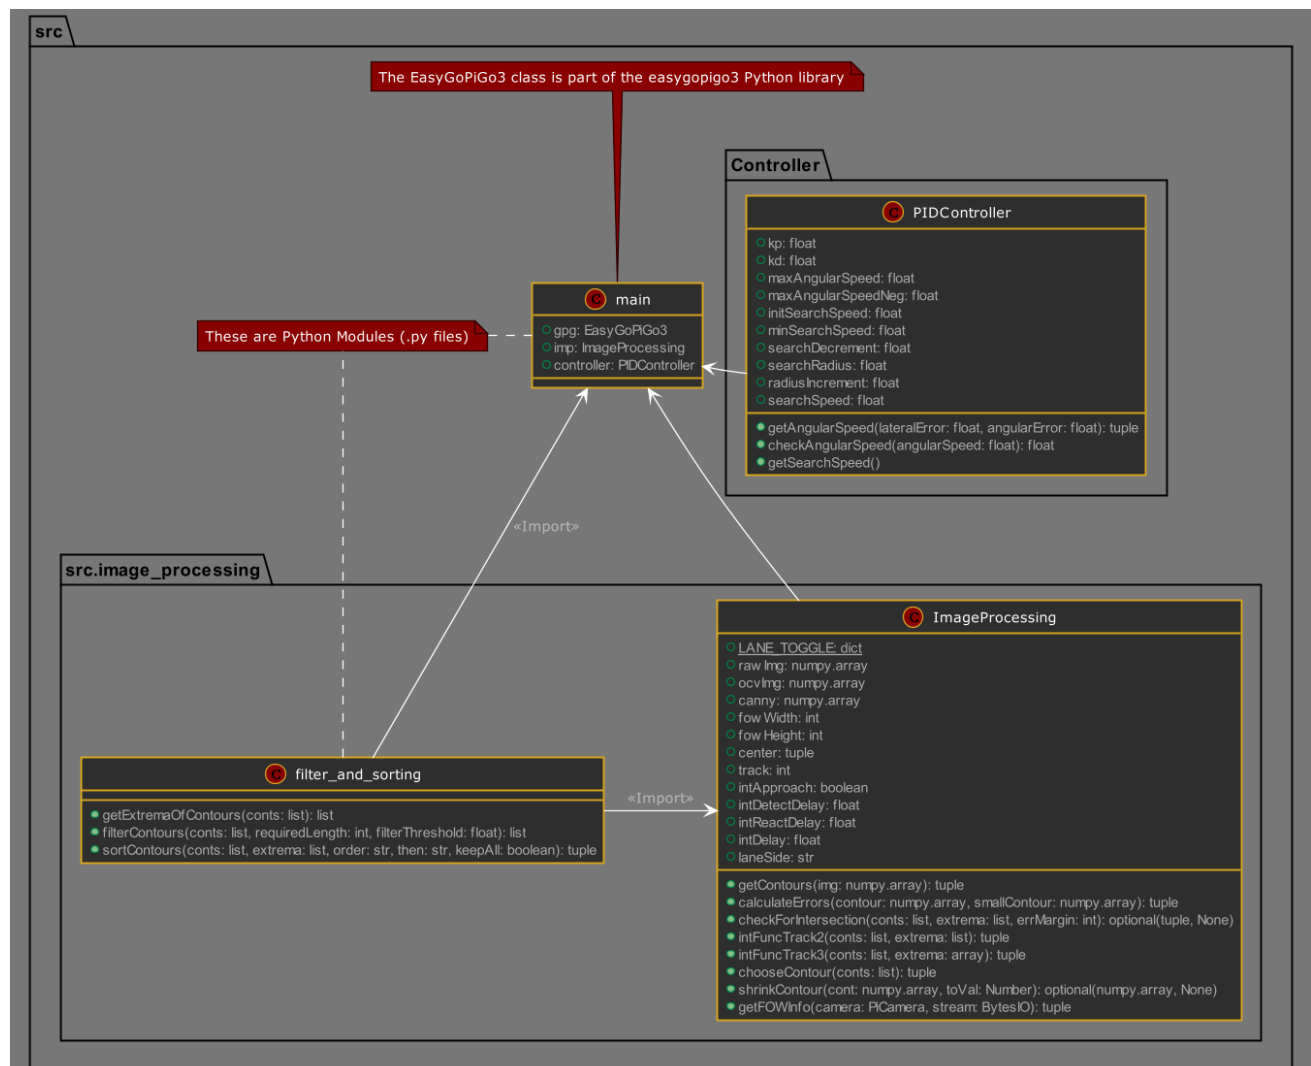 src
The EasyGoPiGo3 class is part of the easygopigo3 Python library
Controller
C PIDController
kp: float
kd: float
maxAngularSpeed: float
maxAngularSpeedNeg: float
initSearchSpeed: float
minSearchSpeed: float
searchDecrement: float
searchRadius: float
radiusIncrement: float
searchSpeed: float
getAngularSpeed(lateralError: float, angularError: float): tuple
checkAngularSpeed(angularSpeed: float): float
getSearchSpeed()
C main
gpg: EasyGoPiGo3
imp: ImageProcessing
controller: PIDController
These are Python Modules (.py files)
«Import»
src.image_processing
C ImageProcessing
LANE_TOGGLE: dict
rawImg: numpy.array
ocvImg: numpy.array
canny: numpy.array
fowWidth: int
fowHeight: int
center: tuple
track: int
intApproach: boolean
intDetectDelay: float
intReactDelay: float
intDelay: float
laneSide: str
getContours(img: numpy.array): tuple
calculateErrors(contour: numpy.array, smallContour: numpy.array): tuple
checkForIntersection(conts: list, extrema: list, errMargin: int): optional(tuple, None)
intFuncTrack2(conts: list, extrema: list): tuple
intFuncTrack3(conts: list, extrema: array): tuple
chooseContour(conts: list): tuple
shrinkContour(cont: numpy.array, toVal: Number): optional(numpy.array, None)
getFOWInfo(camera: PiCamera, stream: BytesIO): tuple
C filter_and_sorting
getExtremaOfContours(conts: list): list
filterContours(conts: list, requiredLength: int, filterThreshold: float): list
sortContours(conts: list, extrema: list, order: str, then: str, keepAll: boolean): tuple
«Import»